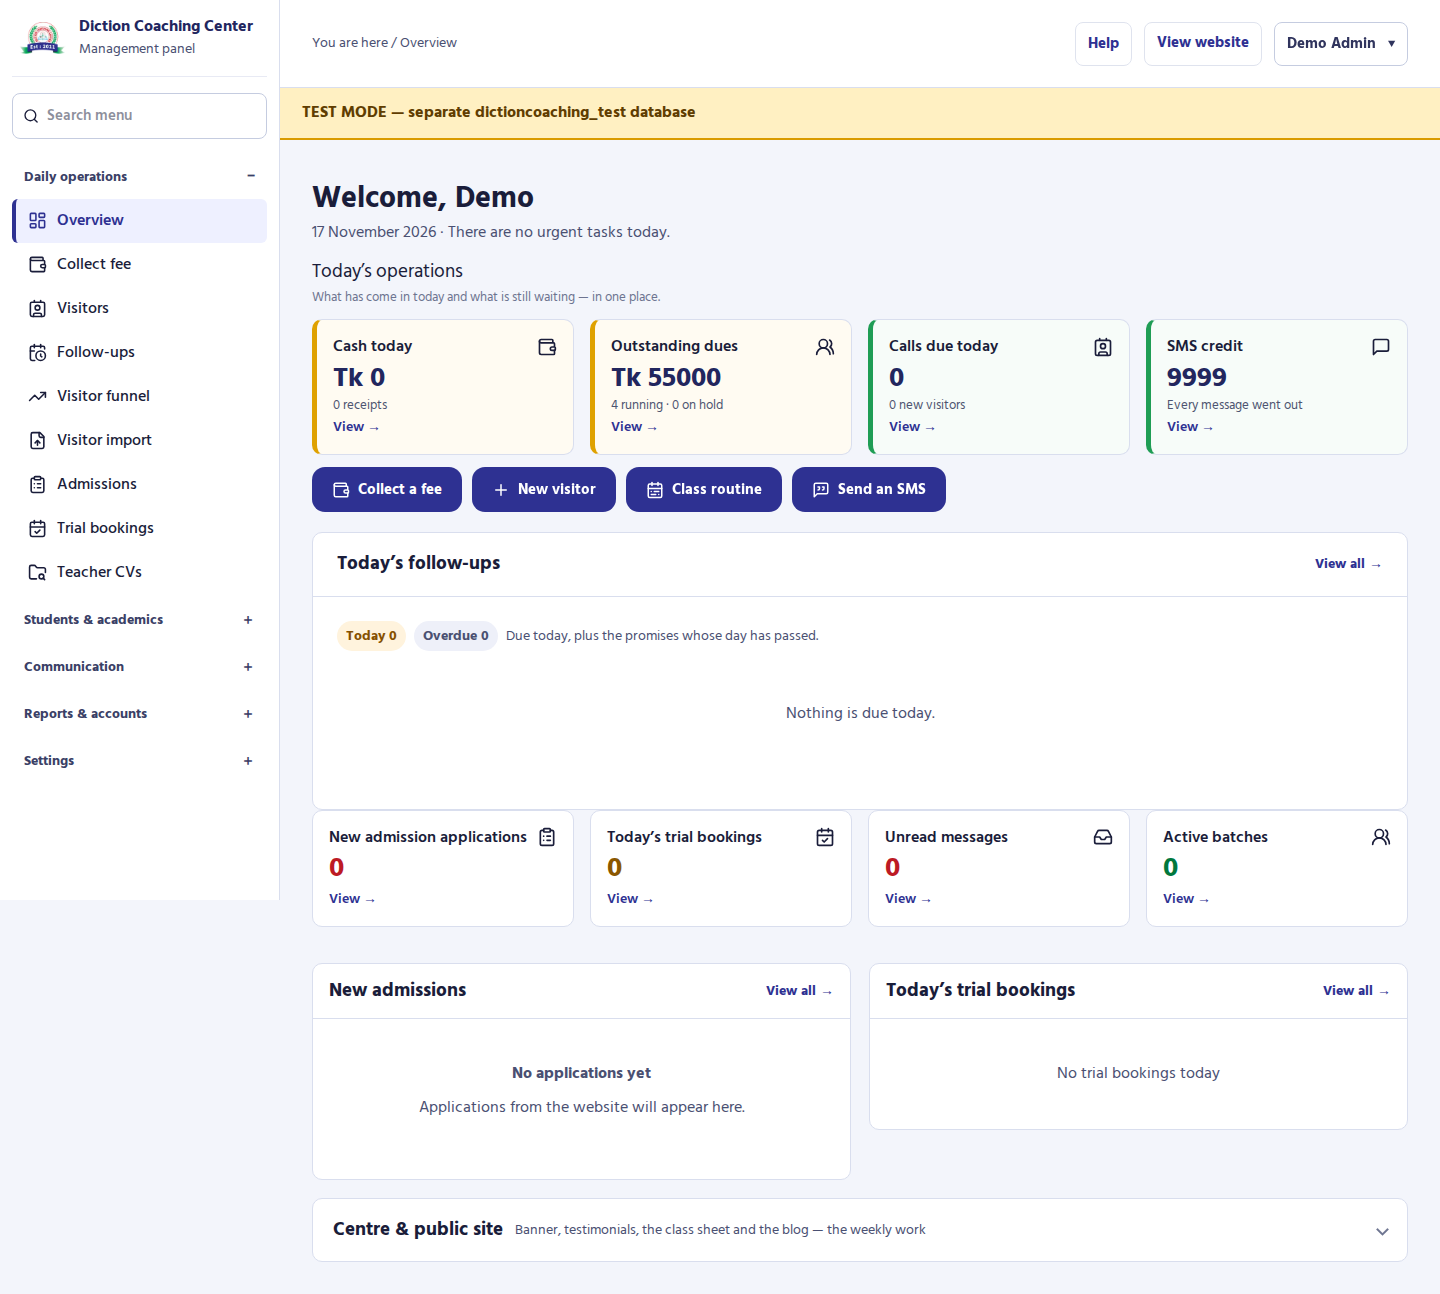 Diction Coaching Center
Management panel
Est : 2011
Search menu
Daily operations −
Overview
Collect fee
Visitors
Follow-ups
Visitor funnel
Visitor import
Admissions
Trial bookings
Teacher CVs
Students & academics +
Communication +
Reports & accounts +
Settings +
You are here / Overview
Help
View website
Demo Admin ▾
TEST MODE — separate dictioncoaching_test database
Welcome, Demo
17 November 2026 · There are no urgent tasks today.
Today’s operations
What has come in today and what is still waiting — in one place.
Cash today
Tk 0
0 receipts
View →
Outstanding dues
Tk 55000
4 running · 0 on hold
View →
Calls due today
0
0 new visitors
View →
SMS credit
9999
Every message went out
View →
Collect a fee
New visitor
Class routine
Send an SMS
Today’s follow-ups
View all →
Today 0 Overdue 0 Due today, plus the promises whose day has passed.
Nothing is due today.
New admission applications
0
View →
Today’s trial bookings
0
View →
Unread messages
0
View →
Active batches
0
View →
New admissions
View all →
No applications yet
Applications from the website will appear here.
Today’s trial bookings
View all →
No trial bookings today
Centre & public site Banner, testimonials, the class sheet and the blog — the weekly work